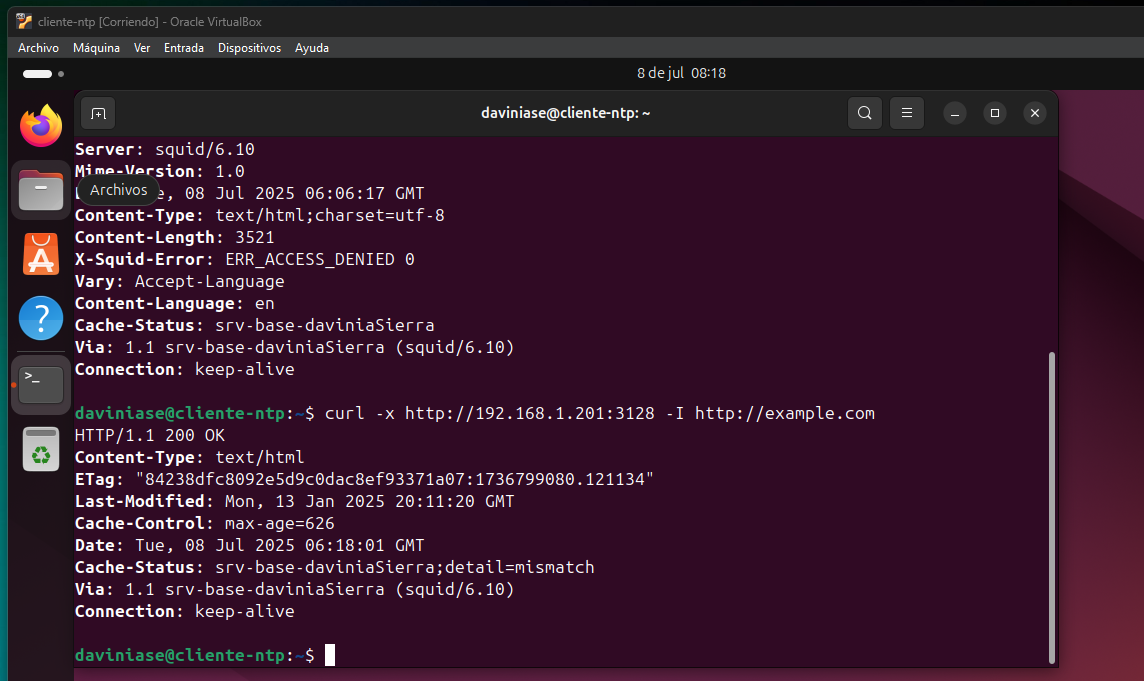 cliente-ntp [Corriendo] - Oracle VirtualBox
Archivo Máquina Ver Entrada Dispositivos Ayuda
8 de jul 08:18
daviniase@cliente-ntp: ~
Server: squid/6.10
Mime-Version: 1.0
Archivos
e, 08 Jul 2025 06:06:17 GMT
Content-Type: text/html;charset=utf-8
Content-Length: 3521
X-Squid-Error: ERR_ACCESS_DENIED 0
Vary: Accept-Language
Content-Language: en
Cache-Status: srv-base-daviniaSierra
Via: 1.1 srv-base-daviniaSierra (squid/6.10)
Connection: keep-alive
daviniase@cliente-ntp:~$ curl -x http://192.168.1.201:3128 -I http://example.com
HTTP/1.1 200 OK
Content-Type: text/html
ETag: "84238dfc8092e5d9c0dac8ef93371a07:1736799080.121134"
Last-Modified: Mon, 13 Jan 2025 20:11:20 GMT
Cache-Control: max-age=626
Date: Tue, 08 Jul 2025 06:18:01 GMT
Cache-Status: srv-base-daviniaSierra;detail=mismatch
Via: 1.1 srv-base-daviniaSierra (squid/6.10)
Connection: keep-alive
daviniase@cliente-ntp:~$